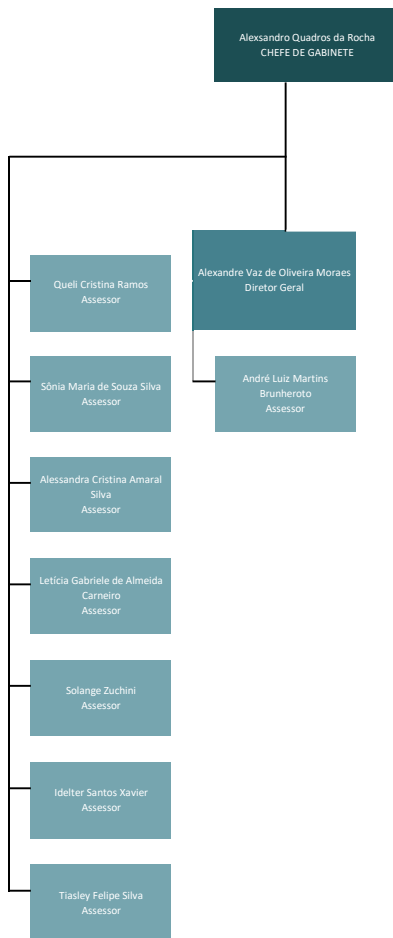 Alexsandro Quadros da Rocha
CHEFE DE GABINETE
Alexandre Vaz de Oliveira Moraes
Diretor Geral
Queli Cristina Ramos
Assessor
Sônia Maria de Souza Silva
Assessor
André Luiz Martins
Brunheroto
Assessor
Alessandra Cristina Amaral
Silva
Assessor
Letícia Gabriele de Almeida
Carneiro
Assessor
Solange Zuchini
Assessor
Idelter Santos Xavier
Assessor
Tiasley Felipe Silva
Assessor